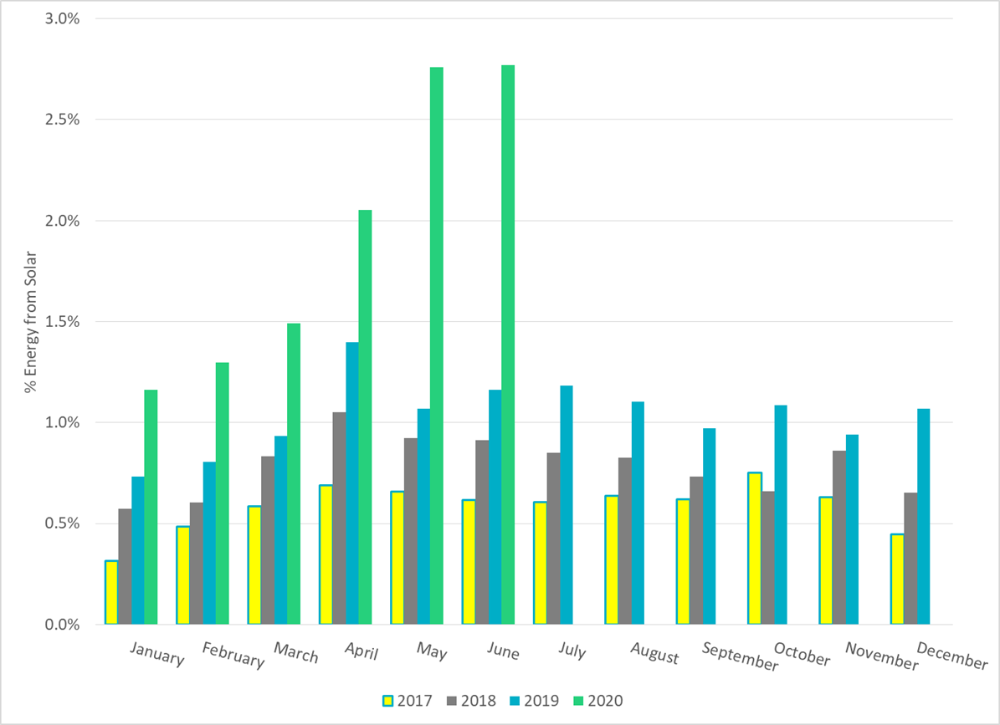 3.0%
2.5%
2.0%
1.5%
1.0%
0.5%
0.0%
% Energy from Solar
January February March April May June July August September October November December
2017 2018 2019 2020